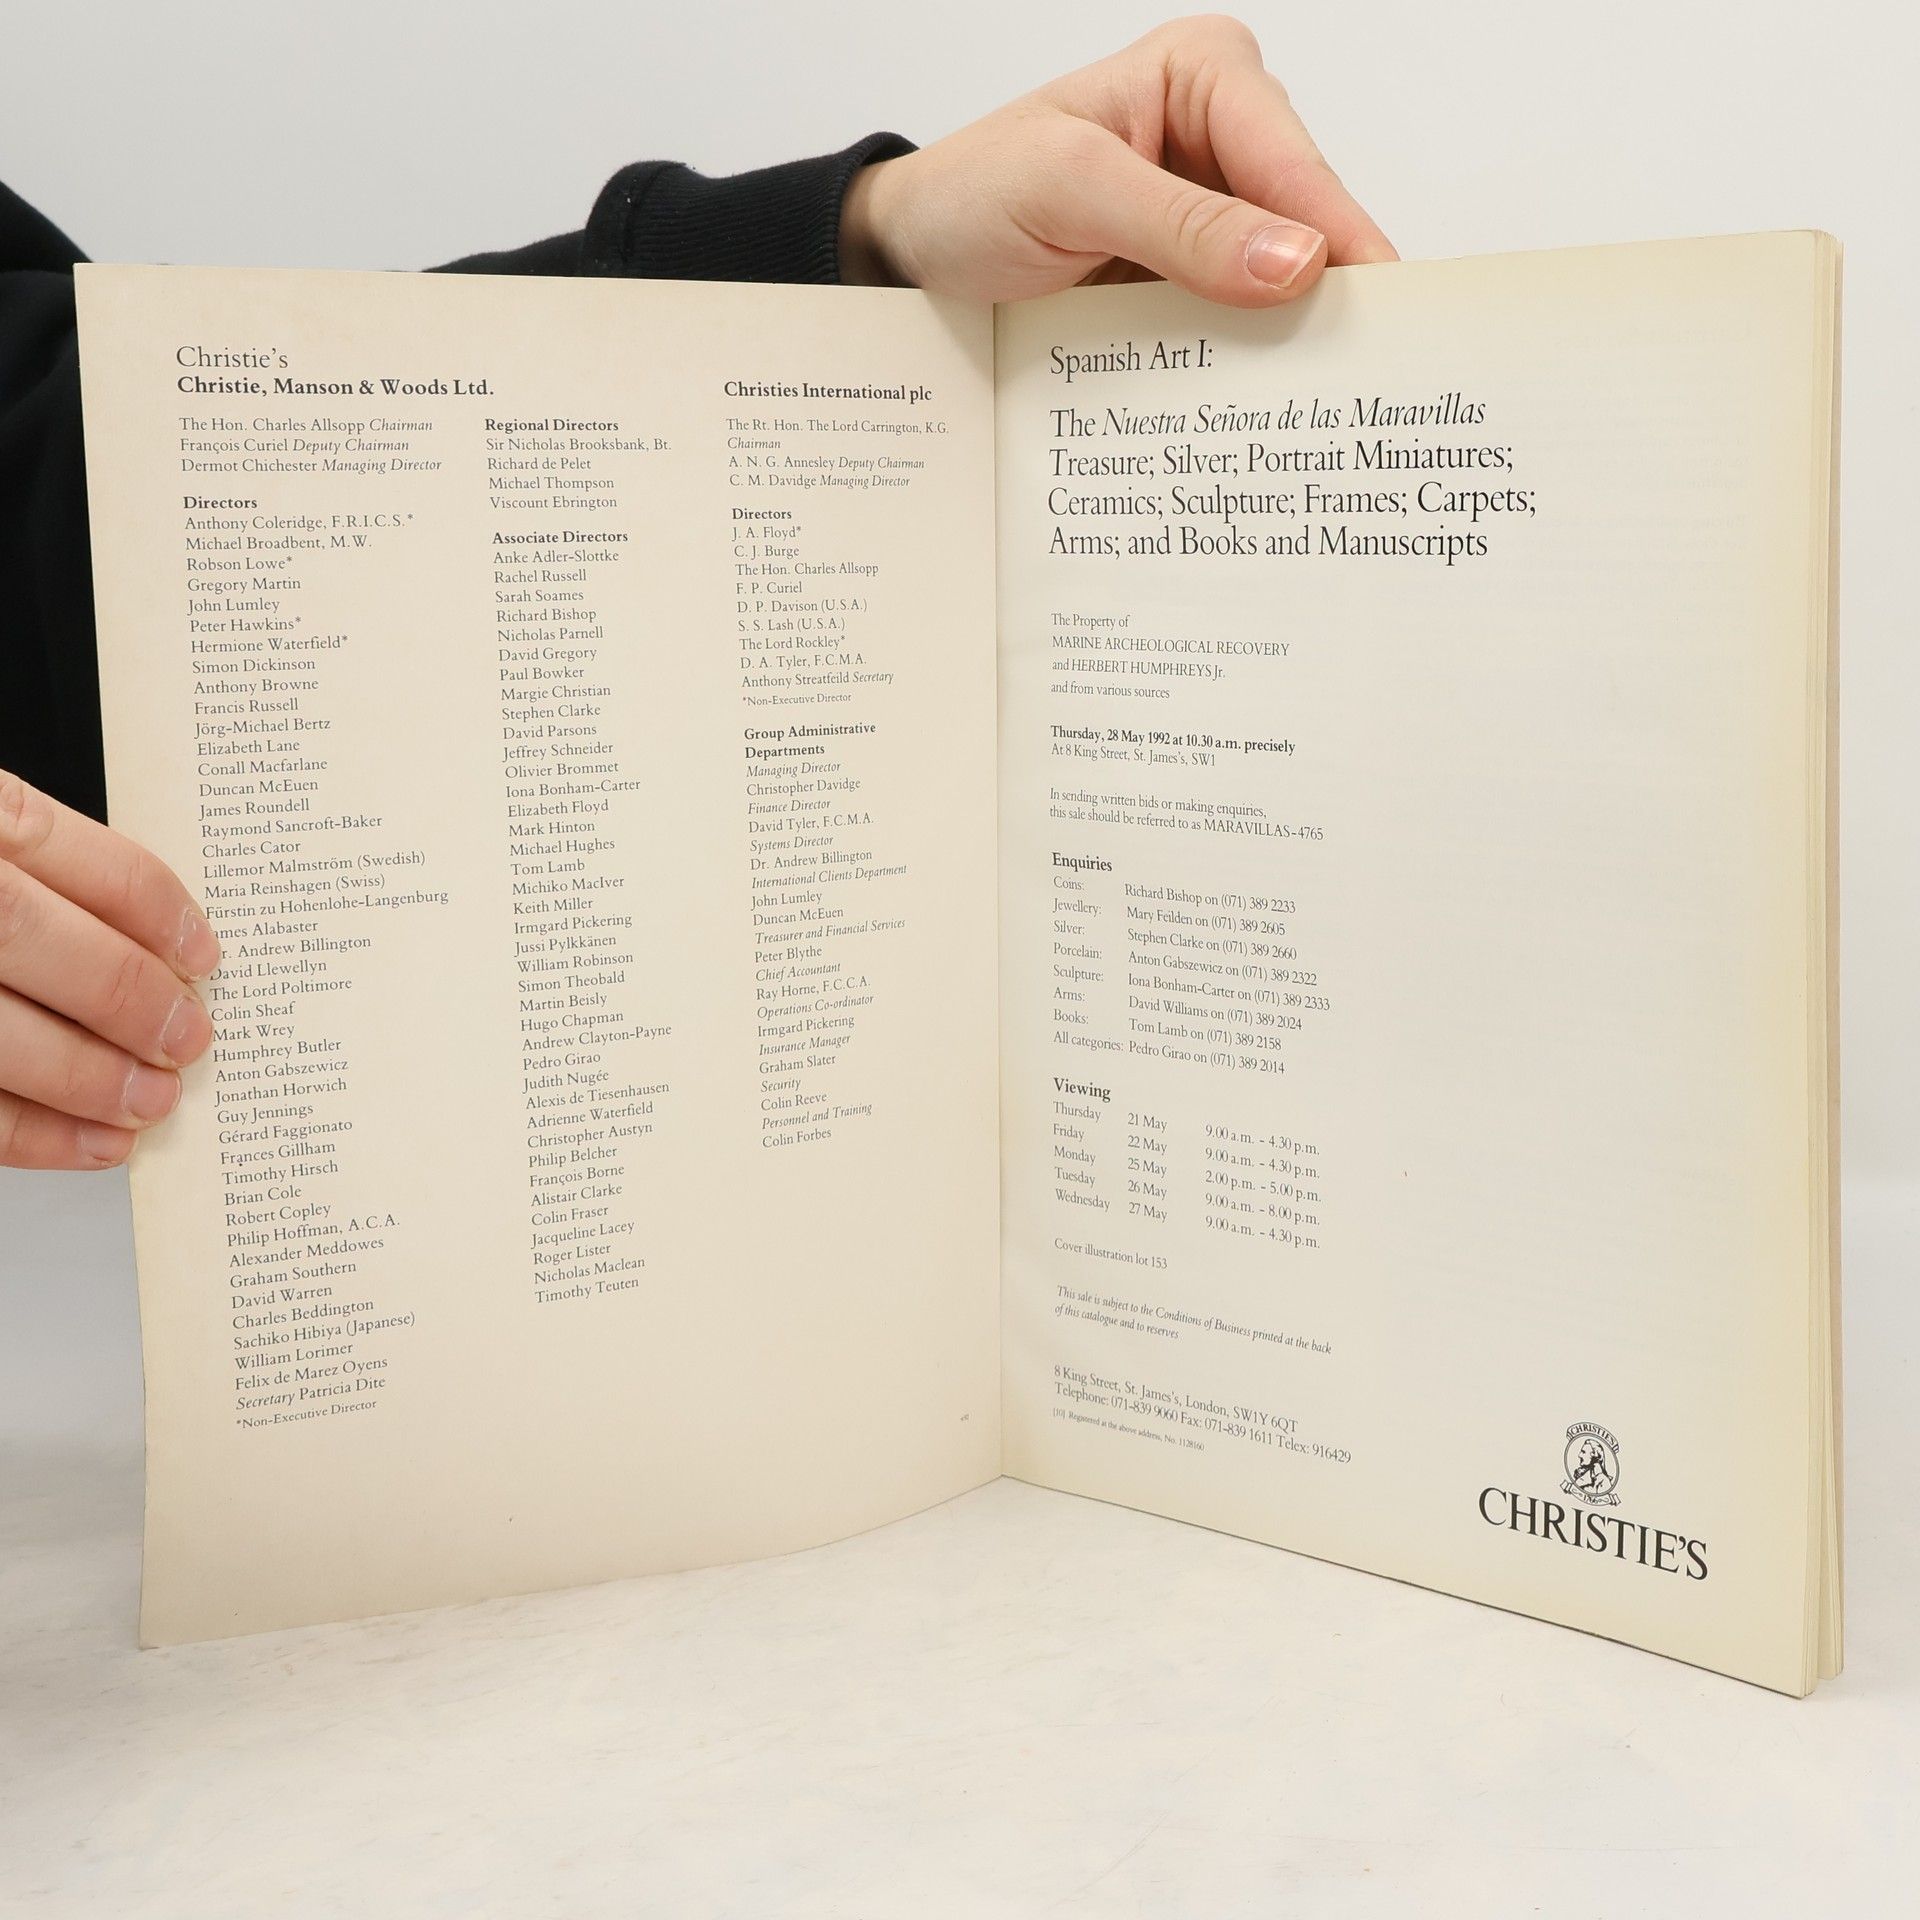 Christie's
Christie, Manson & Woods Ltd.
The Hon. Charles Allsopp Chairman
François Curiel Deputy Chairman
Dermot Chichester Managing Director
Directors
Anthony Coleridge, F.R.I.C.S.*
Michael Broadbent, M.W.
Robson Lowe*
Gregory Martin
John Lumley
Peter Hawkins*
Hermione Waterfield*
Simon Dickinson
Anthony Browne
Francis Russell
Jörg-Michael Bertz
Elizabeth Lane
Conall Macfarlane
Duncan McEuen
James Roundell
Raymond Sancroft-Baker
Charles Cator
Lillemor Malmström (Swedish)
Maria Reinshagen (Swiss)
Fürstin zu Hohenlohe-Langenburg
ames Alabaster
r. Andrew Billington
David Llewellyn
The Lord Poltimore
Colin Sheaf
Mark Wrey
Humphrey Butler
Anton Gabszewicz
Jonathan Horwich
Guy Jennings
Gérard Faggionato
Frances Gillham
Timothy Hirsch
Brian Cole
Robert Copley
Philip Hoffman, A.C.A.
Alexander Meddowes
Graham Southern
David Warren
Charles Beddington
Sachiko Hibiya (Japanese)
William Lorimer
Felix de Marez Oyens
Secretary Patricia Dite
*Non-Executive Director
Regional Directors
Sir Nicholas Brooksbank, Bt.
Richard de Pelet
Michael Thompson
Viscount Ebrington
Associate Directors
Anke Adler-Slottke
Rachel Russell
Sarah Soames
Richard Bishop
Nicholas Parnell
David Gregory
Paul Bowker
Margie Christian
Stephen Clarke
David Parsons
Jeffrey Schneider
Olivier Brommet
Iona Bonham-Carter
Elizabeth Floyd
Mark Hinton
Michael Hughes
Tom Lamb
Michiko MacIver
Keith Miller
Irmgard Pickering
Jussi Pylkkänen
William Robinson
Simon Theobald
Martin Beisly
Hugo Chapman
Andrew Clayton-Payne
Pedro Girao
Judith Nugée
Alexis de Tiesenhausen
Adrienne Waterfield
Christopher Austyn
Philip Belcher
François Borne
Alistair Clarke
Colin Fraser
Jacqueline Lacey
Roger Lister
Nicholas Maclean
Timothy Teuten
Christies International plc
The Rt. Hon. The Lord Carrington, K.G.
Chairman
A. N. G. Annesley Deputy Chairman
C. M. Davidge Managing Director
Directors
J. A. Floyd*
C. J. Burge
The Hon. Charles Allsopp
F. P. Curiel
D. P. Davison (U.S.A.)
S. S. Lash (U.S.A.)
The Lord Rockley*
D. A. Tyler, F.C.M.A.
Anthony Streatfeild Secretary
*Non-Executive Director
Group Administrative
Departments
Managing Director
Christopher Davidge
Finance Director
David Tyler, F.C.M.A.
Systems Director
Dr. Andrew Billington
International Clients Department
John Lumley
Duncan McEuen
Treasurer and Financial Services
Peter Blythe
Chief Accountant
Ray Horne, F.C.C.A.
Operations Co-ordinator
Irmgard Pickering
Insurance Manager
Graham Slater
Security
Colin Reeve
Personnel and Training
Colin Forbes
Spanish Art I:
The Nuestra Señora de las Maravillas
Treasure; Silver; Portrait Miniatures;
Ceramics; Sculpture; Frames; Carpets;
Arms; and Books and Manuscripts
The Property of
MARINE ARCHEOLOGICAL RECOVERY
and HERBERT HUMPHREYS Jr.
and from various sources
Thursday, 28 May 1992 at 10.30 a.m. precisely
At 8 King Street, St. James's, SW1
In sending written bids or making enquiries,
this sale should be referred to as MARAVILLAS-4765
Enquiries
Coins: Richard Bishop on (071) 389 2233
Jewellery: Mary Feilden on (071) 389 2605
Silver: Stephen Clarke on (071) 389 2660
Porcelain: Anton Gabszewicz on (071) 389 2322
Sculpture: Iona Bonham-Carter on (071) 389 2333
Arms: David Williams on (071) 389 2024
Books: Tom Lamb on (071) 389 2158
All categories: Pedro Girao on (071) 389 2014
Viewing
Thursday 21 May 9.00 a.m. - 4.30 p.m.
Friday 22 May 9.00 a.m. - 4.30 p.m.
Monday 25 May 2.00 p.m. - 5.00 p.m.
Tuesday 26 May 9.00 a.m. - 8.00 p.m.
Wednesday 27 May 9.00 a.m. - 4.30 p.m.
Cover illustration lot 153
This sale is subject to the Conditions of Business printed at the back
of this catalogue and to reserves
8 King Street, St. James's, London, SW1Y 6QT
Telephone: 071-839 9060 Fax: 071-839 1611 Telex: 916429
[10] Registered at the above address, No. 1128160
CHRISTIE'S
1766
CHRISTIE'S